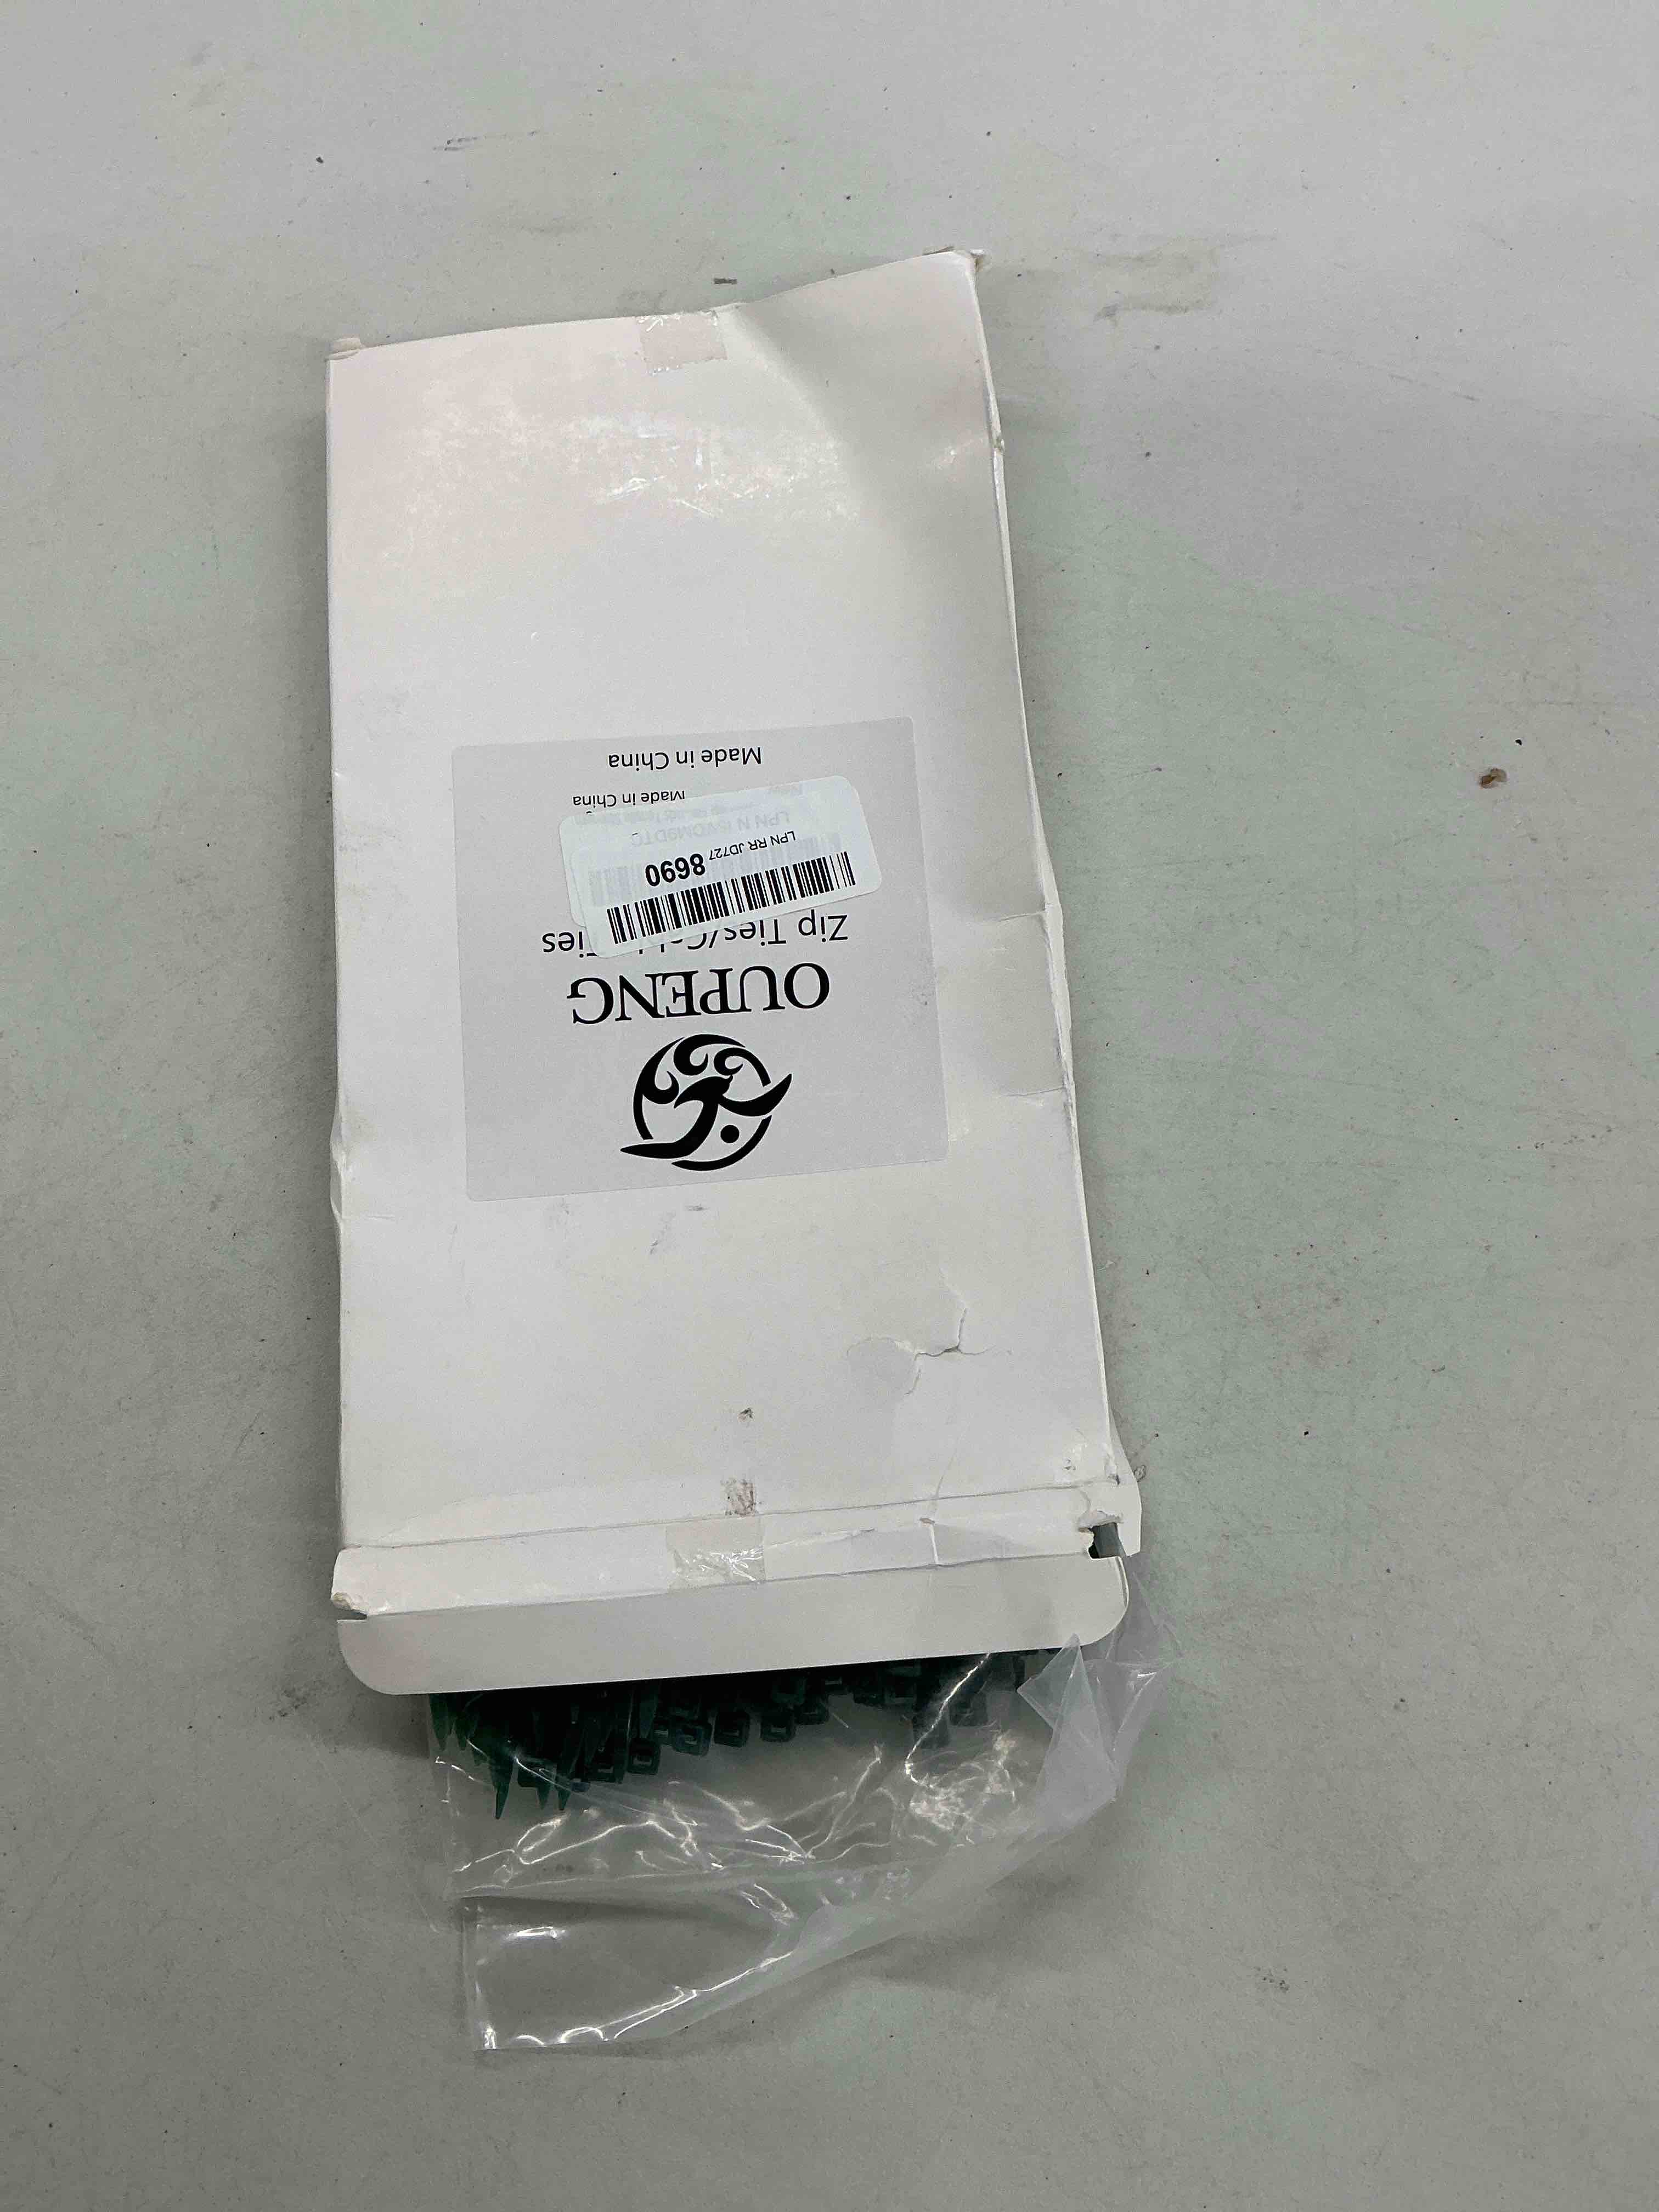 OUPENG
Zip Ties/Cable Ties
LPN RR JD727 8690
Made in China
Made in China